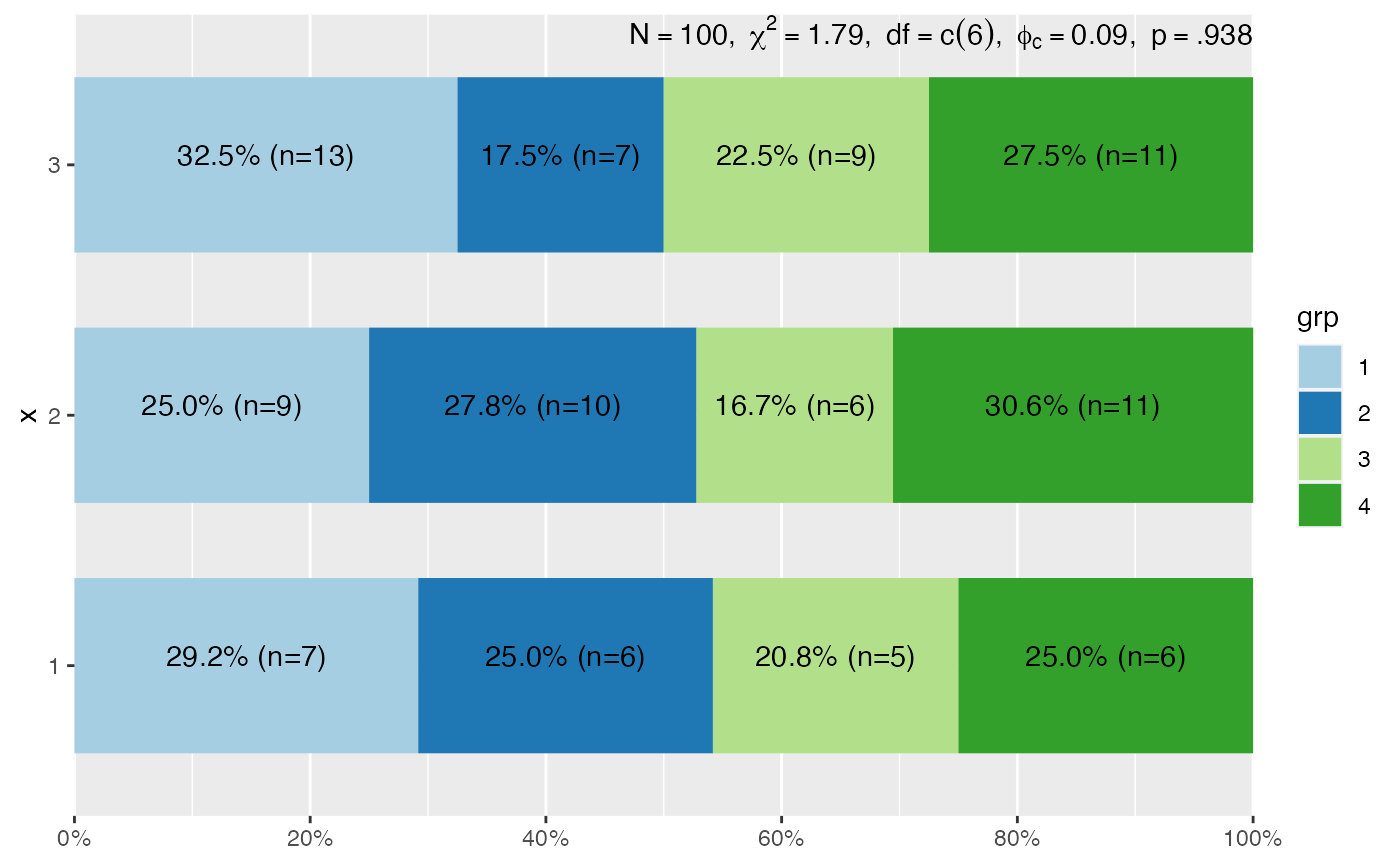 N = 100, χ² = 1.79, df = c(6), ϕc = 0.09, p = .938
3
32.5% (n=13) 17.5% (n=7) 22.5% (n=9) 27.5% (n=11)
grp
1
2
3
4
x
2
25.0% (n=9) 27.8% (n=10) 16.7% (n=6) 30.6% (n=11)
1
29.2% (n=7) 25.0% (n=6) 20.8% (n=5) 25.0% (n=6)
0% 20% 40% 60% 80% 100%